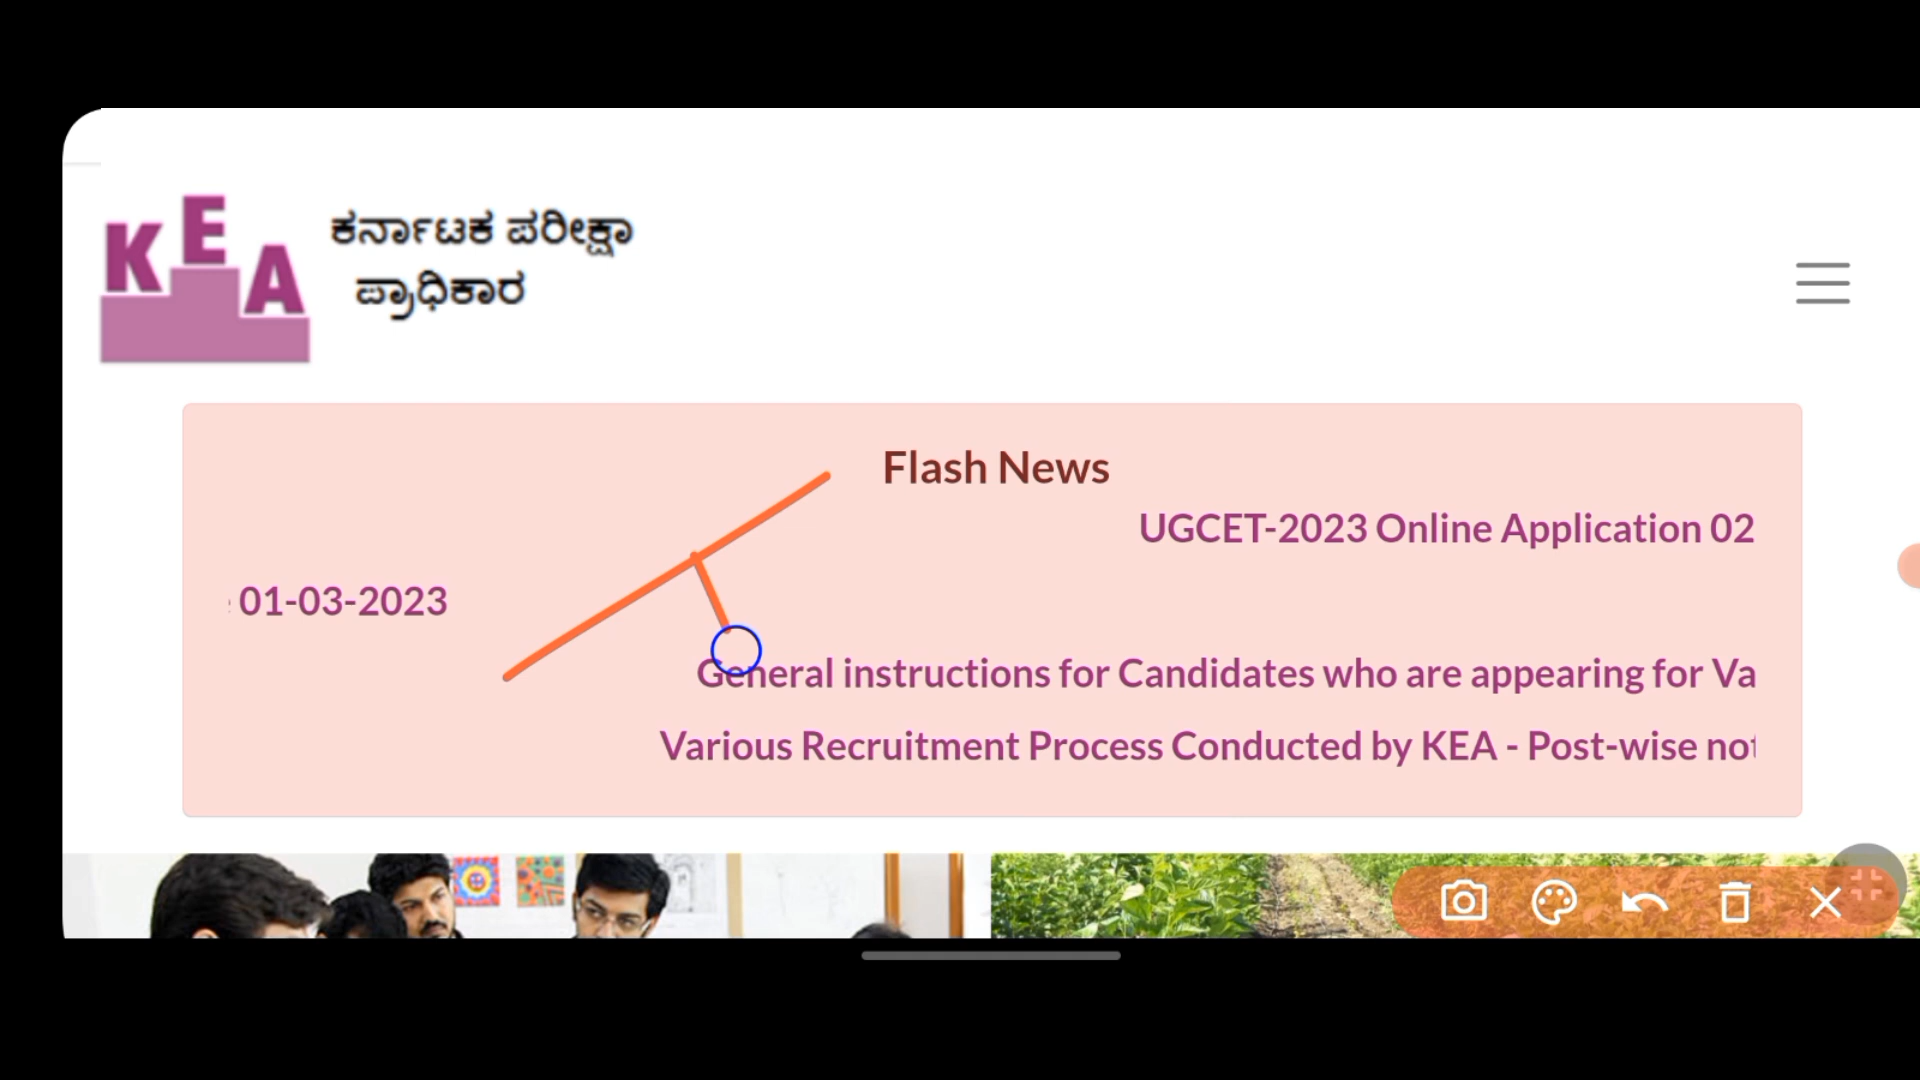 KEA
ಕರ್ನಾಟಕ ಪರೀಕ್ಷಾ
ಪ್ರಾಧಿಕಾರ
Flash News
UGCET-2023 Online Application 02
01-03-2023
General instructions for Candidates who are appearing for Va
Various Recruitment Process Conducted by KEA - Post-wise not